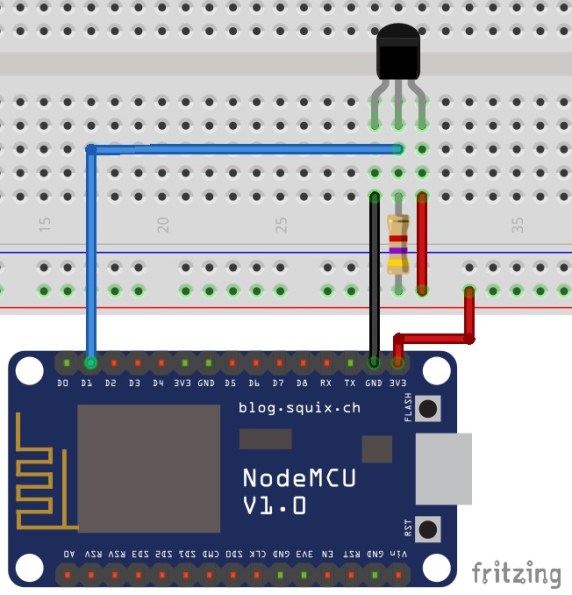 15 20 25 35
D0 D1 D2 D3 D4 3V3 GND D5 D6 D7 D8 RX TX GND 3V3
blog.squix.ch
FLASH
NodeMCU
V1.0
RST
A0 RSV RSV SD3 SD2 SD1 CMD SD0 CLK GND 3V3 EN RST GND Vin
fritzing